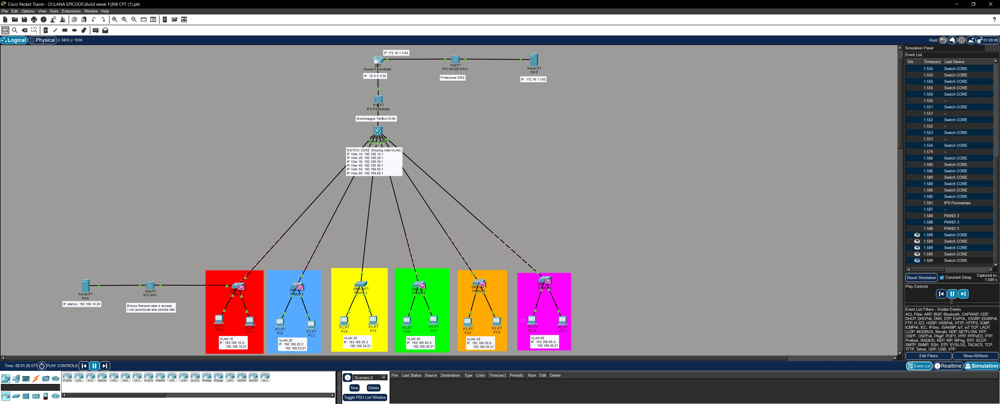 Cisco Packet Tracer - D:\LANA EPICODE\Build week 1\BW CPT (1).pkt
File Edit Options View Tools Extensions Window Help
?
Logical Physical x: 3463, y: 1030
Root 01:09:00
IP 172.16.1.1/24
2911
Router Perimetrale
IP: 10.0.0.1/30
Hub-PT
IPS DMZ(DVWA)
Protezione DMZ
Server-PT
DMZ
IP: 172.16.1.100
Hub-PT
IPS Perimetrale
Monitoraggio Traffico WAN
Switch CORE
SWITCH CORE (Routing Inter-VLAN)
IP Vlan 10: 192.168.10.1
IP Vlan 20: 192.168.20.1
IP Vlan 30: 192.168.30.1
IP Vlan 40: 192.168.40.1
IP Vlan 50: 192.168.50.1
IP Vlan 60: 192.168.60.1
Server-PT
NAS
IP statico: 192.168.10.29
Hub-PT
IPS NAS
Blocco Ransomware e access
i non autorizzati alla cartella dati
2960-24TT
PIANO 1
PC-PT
PC0
PC-PT
PC1
VLAN 10
IP: 192.168.10.2-
192.168.10.21
2960-24TT
PIANO 2
PC-PT
PC2
PC-PT
PC3
VLAN 20
IP: 192.168.20.2
192.168.20.21
2960-24TT
PIANO 3
PC-PT
PC4
PC-PT
PC5
VLAN 30
IP: 192.168.30.2
192.168.30.21
2960-24TT
PIANO 4
PC-PT
PC6
PC-PT
PC7
VLAN 40
IP: 192.168.40.2-
192.168.40.21
2960-24TT
PIANO 5
PC-PT
PC8
PC-PT
PC9
VLAN 50
IP: 192.168.50.2-
192.168.50.21
2960-24TT
PIANO 6
PC-PT
PC10
PC-PT
PC11
VLAN 60
IP: 192.168.60.2-
192.168.60.21
Simulation Panel
Event List
Vis. Time(sec) Last Device
1.550 Switch CORE
1.550 Switch CORE
1.550 Switch CORE
1.550 Switch CORE
1.550 Switch CORE
1.550 --
1.551 Switch CORE
1.551 --
1.552 Switch CORE
1.552 --
1.553 Switch CORE
1.553 --
1.554 Switch CORE
1.579 --
1.580 Switch CORE
1.580 Switch CORE
1.580 Switch CORE
1.580 Switch CORE
1.580 Switch CORE
1.580 Switch CORE
1.580 Switch CORE
1.581 IPS Perimetrale
1.587 --
1.588 PIANO 3
1.588 PIANO 3
1.588 PIANO 3
1.589 Switch CORE
1.589 Switch CORE
1.589 Switch CORE
1.589 Switch CORE
1.589 Switch CORE
Reset Simulation Constant Delay Captured to:
1.589 s
Play Controls
Event List Filters - Visible Events
ACL Filter, ARP, BGP, Bluetooth, CAPWAP, CDP,
DHCP, DHCPv6, DNS, DTP, EAPOL, EIGRP, EIGRPv6,
FTP, H.323, HSRP, HSRPv6, HTTP, HTTPS, ICMP,
ICMPv6, IEC, IPSec, ISAKMP, IoT, IoT TCP, LACP,
LLDP, MODBUS, Meraki, NDP, NETFLOW, NTP,
OSPF, OSPFv6, PAgP, POP3, PPP, PPPoED, PTP,
Profinet, RADIUS, REP, RIP, RIPng, RTP, SCCP,
SMTP, SNMP, SSH, STP, SYSLOG, TACACS, TCP,
TFTP, Telnet, UDP, USB, VTP
Edit Filters Show All/None
Event List Realtime Simulation
Time: 00:01:28.577 PLAY CONTROLS:
PT8200 4331 4321 IR8340 1941 2901 2911 819IOX 819HGW 829 1240 IR1101 PT-Router PT-Empty 1841 2620XM 2621XM 2811
Scenario 0
New Delete
Toggle PDU List Window
Fire Last Status Source Destination Type Color Time(sec) Periodic Num Edit Delete